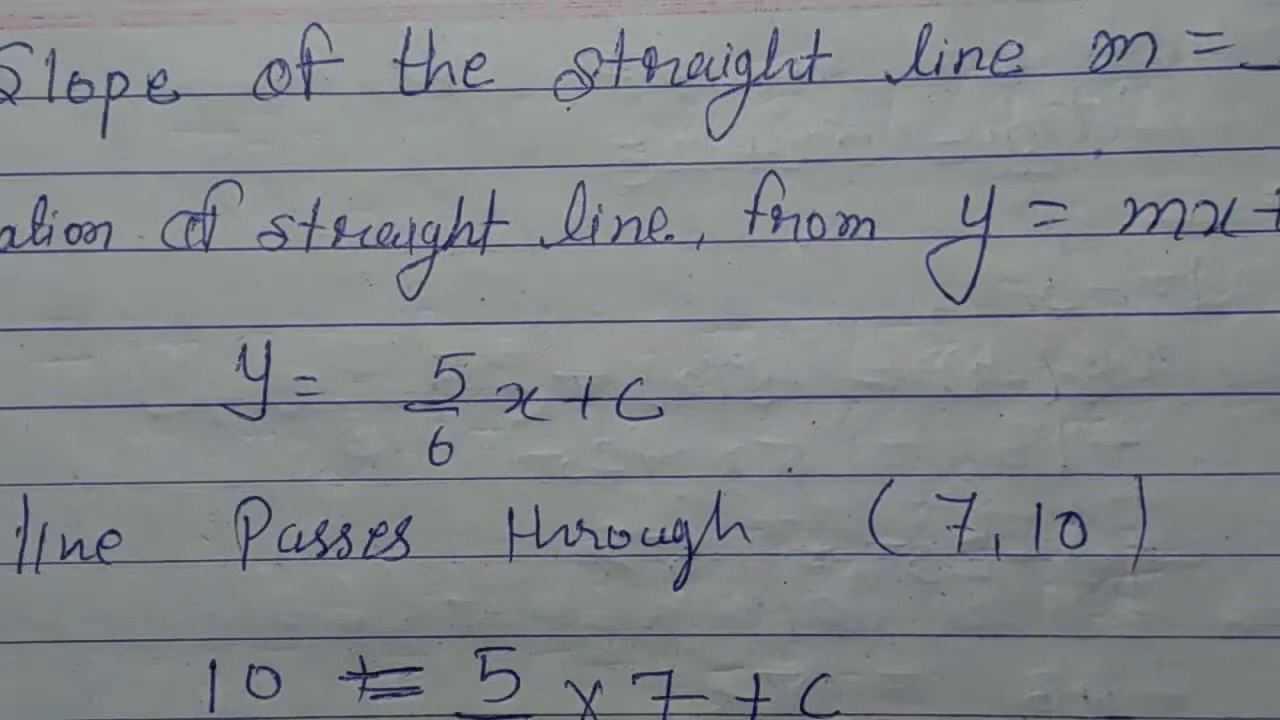 Slope of the straight line m =
ation of straight line, from y = mx +
y = 5/6 x + c
line Passes through (7, 10)
10 = 5 x 7 + c